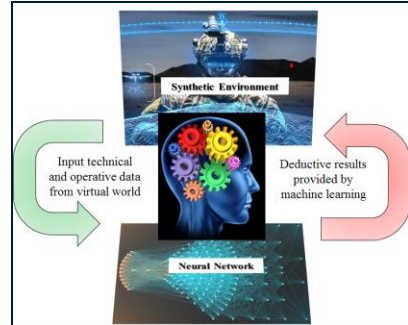 Synthetic Environment
Input technical
and operative data
from virtual world
Deductive results
provided by
machine learning
Neural Network